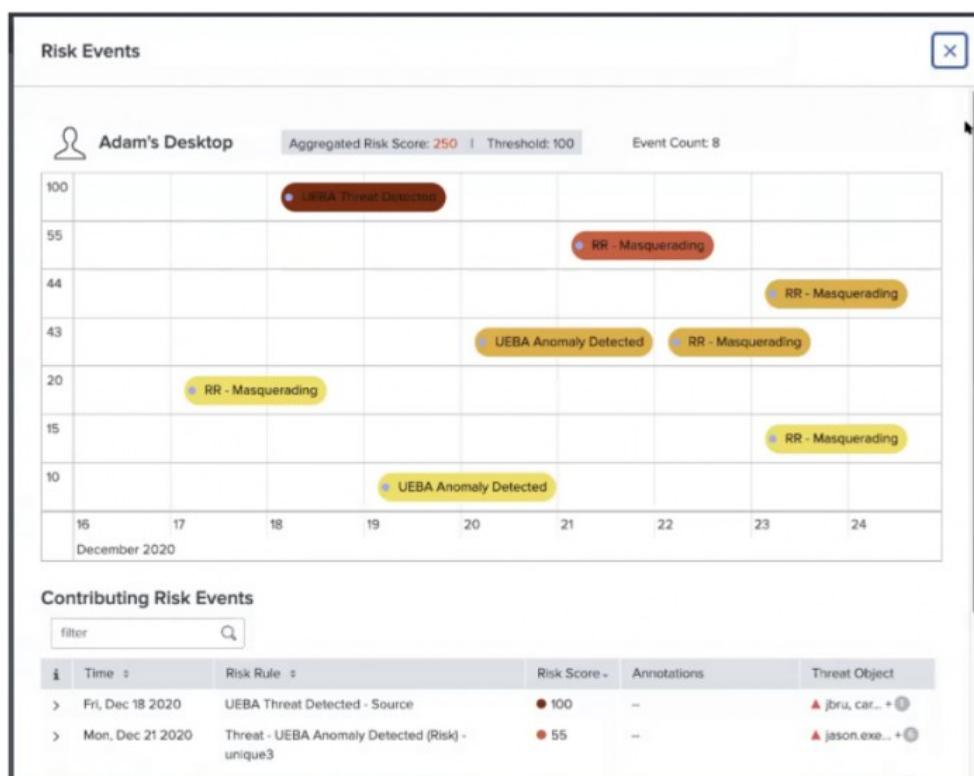 Risk Events
Adam's Desktop
Aggregated Risk Score: 250 | Threshold: 100
Event Count: 8
100
UEBA Threat Detected
55
RR - Masquerading
44
RR - Masquerading
43
UEBA Anomaly Detected
RR - Masquerading
20
RR - Masquerading
15
RR - Masquerading
10
UEBA Anomaly Detected
16 17 18 19 20 21 22 23 24
December 2020
Contributing Risk Events
filter
i Time Risk Rule Risk Score Annotations Threat Object
Fri, Dec 18 2020 UEBA Threat Detected - Source 100 -- jbru, car... +
Mon, Dec 21 2020 Threat - UEBA Anomaly Detected (Risk) - 55 -- jason.exe... +
unique3